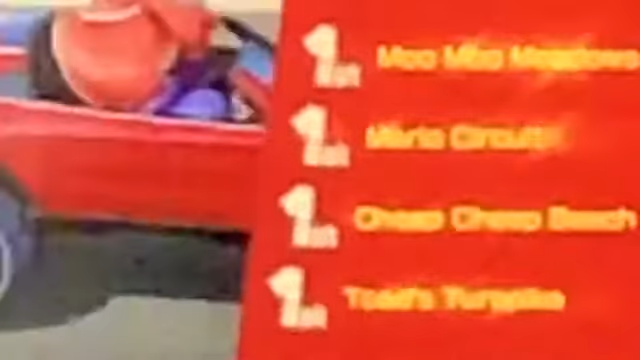 1st Moo Moo Meadows
1st Mario Circuit
1st Cheep Cheep Beach
1st Toad's Turnpike